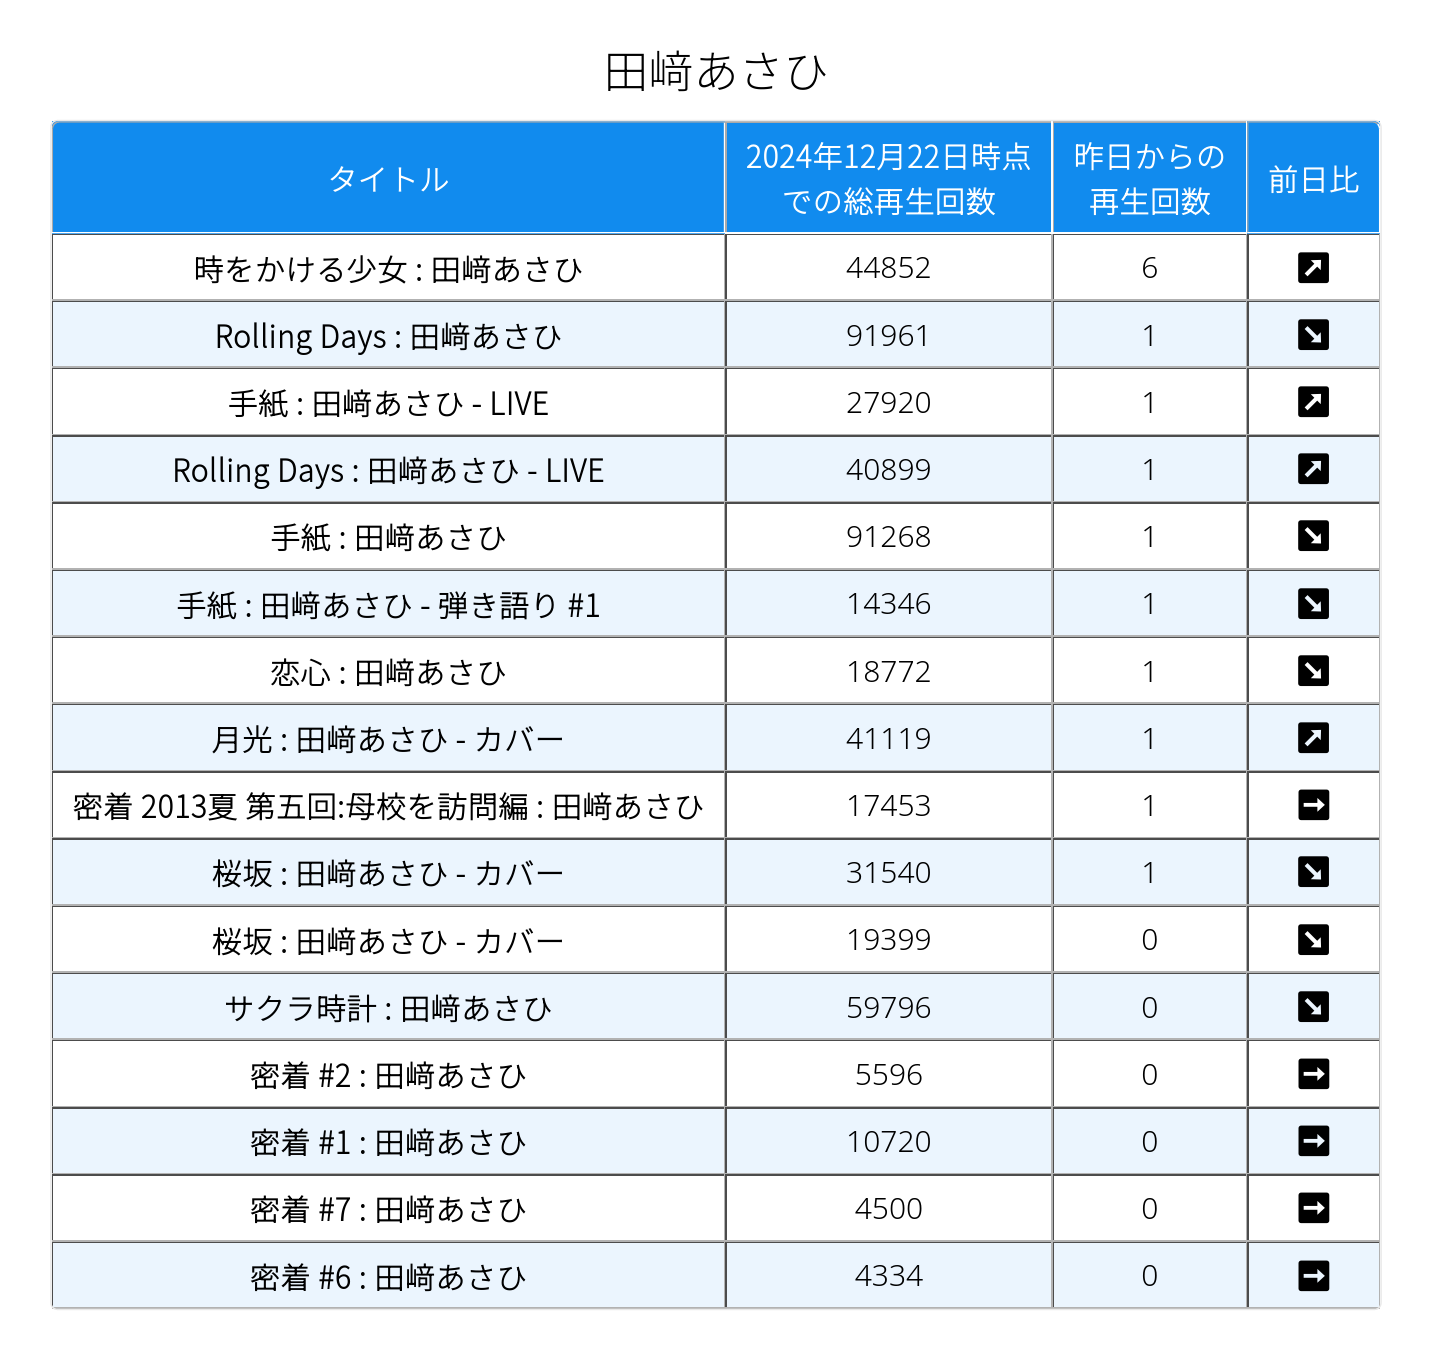 田﨑あさひ
タイトル 2024年12月22日時点での総再生回数 昨日からの再生回数 前日比
時をかける少女 : 田﨑あさひ 44852 6 ↗
Rolling Days : 田﨑あさひ 91961 1 ↘
手紙 : 田﨑あさひ - LIVE 27920 1 ↗
Rolling Days : 田﨑あさひ - LIVE 40899 1 ↗
手紙 : 田﨑あさひ 91268 1 ↘
手紙 : 田﨑あさひ - 弾き語り #1 14346 1 ↘
恋心 : 田﨑あさひ 18772 1 ↘
月光 : 田﨑あさひ - カバー 41119 1 ↗
密着 2013夏 第五回:母校を訪問編 : 田﨑あさひ 17453 1 →
桜坂 : 田﨑あさひ - カバー 31540 1 ↘
桜坂 : 田﨑あさひ - カバー 19399 0 ↘
サクラ時計 : 田﨑あさひ 59796 0 ↘
密着 #2 : 田﨑あさひ 5596 0 →
密着 #1 : 田﨑あさひ 10720 0 →
密着 #7 : 田﨑あさひ 4500 0 →
密着 #6 : 田﨑あさひ 4334 0 →